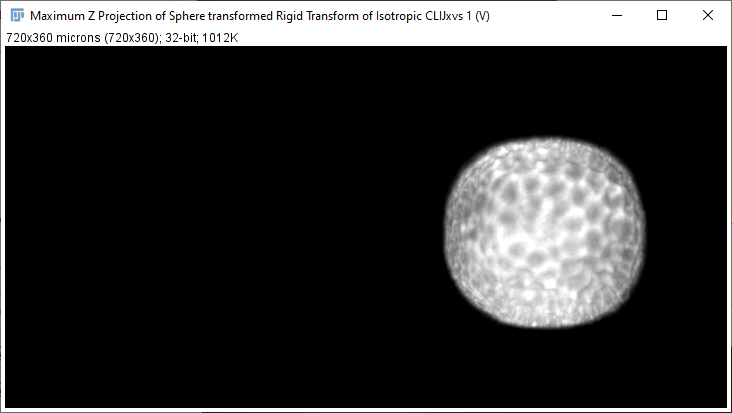 Maximum Z Projection of Sphere transformed Rigid Transform of Isotropic CLIJxvs 1 (V)
720x360 microns (720x360); 32-bit; 1012K